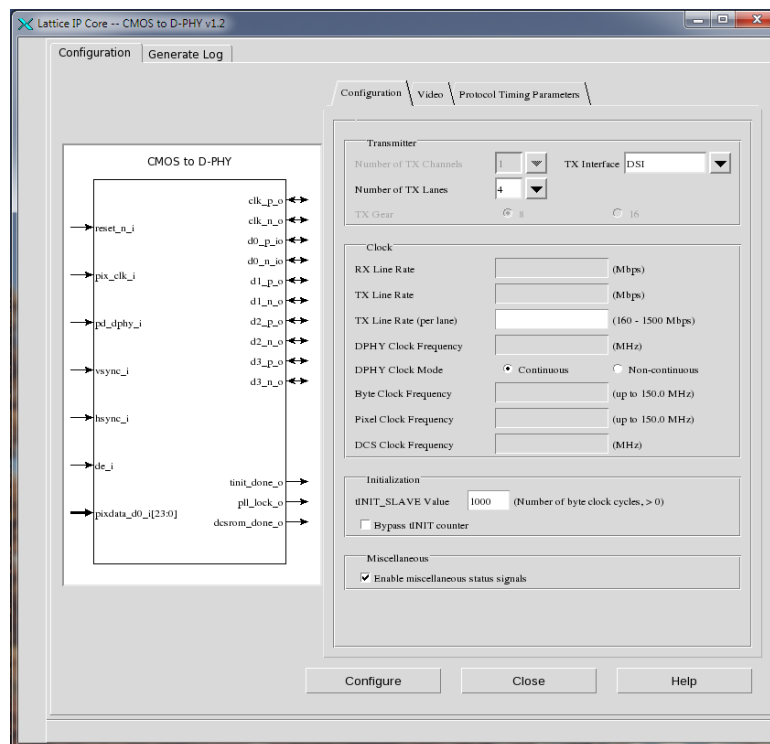 Lattice IP Core -- CMOS to D-PHY v1.2
Configuration Generate Log
Configuration Video Protocol Timing Parameters
CMOS to D-PHY
reset_n_i
pix_clk_i
pd_dphy_i
vsync_i
hsync_i
de_i
pixdata_d0_i[23:0]
clk_p_o
clk_n_o
d0_p_io
d0_n_io
d1_p_o
d1_n_o
d2_p_o
d2_n_o
d3_p_o
d3_n_o
tinit_done_o
pll_lock_o
dcsrom_done_o
Transmitter
Number of TX Channels 1 TX Interface DSI
Number of TX Lanes 4
TX Gear 8 16
Clock
RX Line Rate (Mbps)
TX Line Rate (Mbps)
TX Line Rate (per lane) (160 - 1500 Mbps)
DPHY Clock Frequency (MHz)
DPHY Clock Mode Continuous Non-continuous
Byte Clock Frequency (up to 150.0 MHz)
Pixel Clock Frequency (up to 150.0 MHz)
DCS Clock Frequency (MHz)
Initialization
tINIT_SLAVE Value 1000 (Number of byte clock cycles, > 0)
Bypass tINIT counter
Miscellaneous
Enable miscellaneous status signals
Configure Close Help